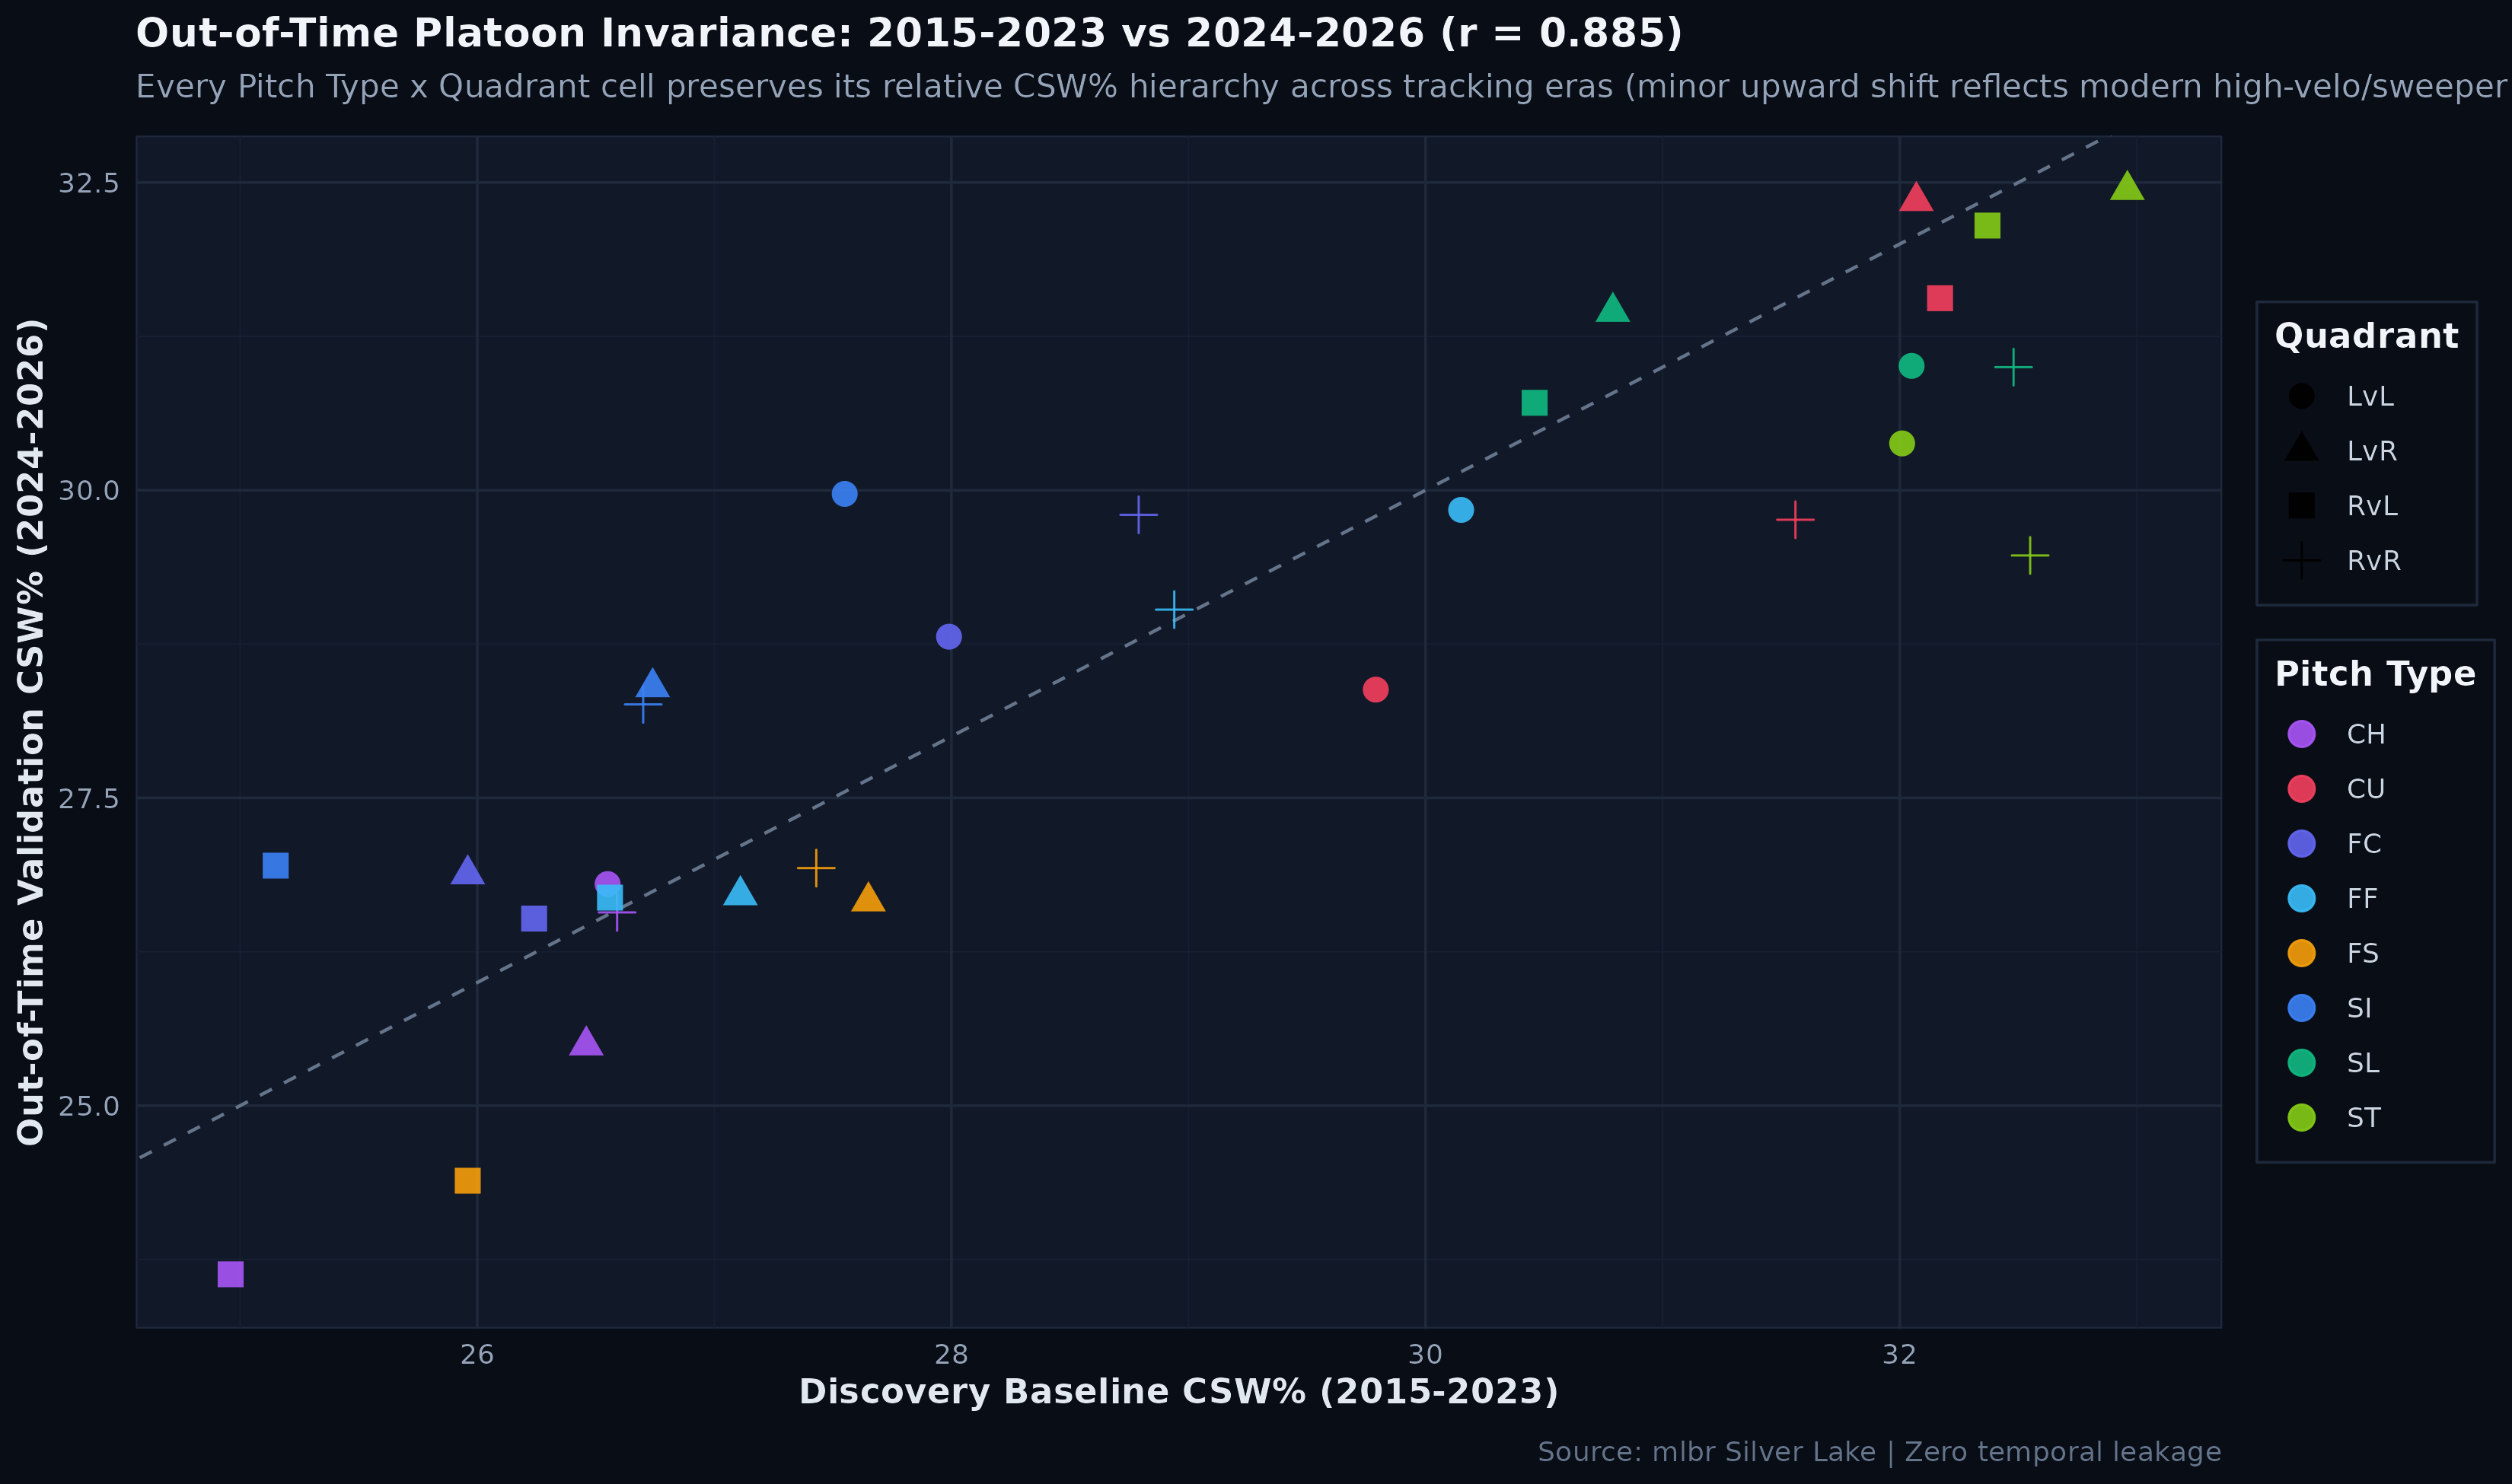 Out-of-Time Platoon Invariance: 2015-2023 vs 2024-2026 (r = 0.885)
Every Pitch Type x Quadrant cell preserves its relative CSW% hierarchy across tracking eras (minor upward shift reflects modern high-velo/sweeper
Out-of-Time Validation CSW% (2024-2026)
32.5
30.0
27.5
25.0
26
28
30
32
Discovery Baseline CSW% (2015-2023)
Quadrant
LvL
LvR
RvL
RvR
Pitch Type
CH
CU
FC
FF
FS
SI
SL
ST
Source: mlbr Silver Lake | Zero temporal leakage